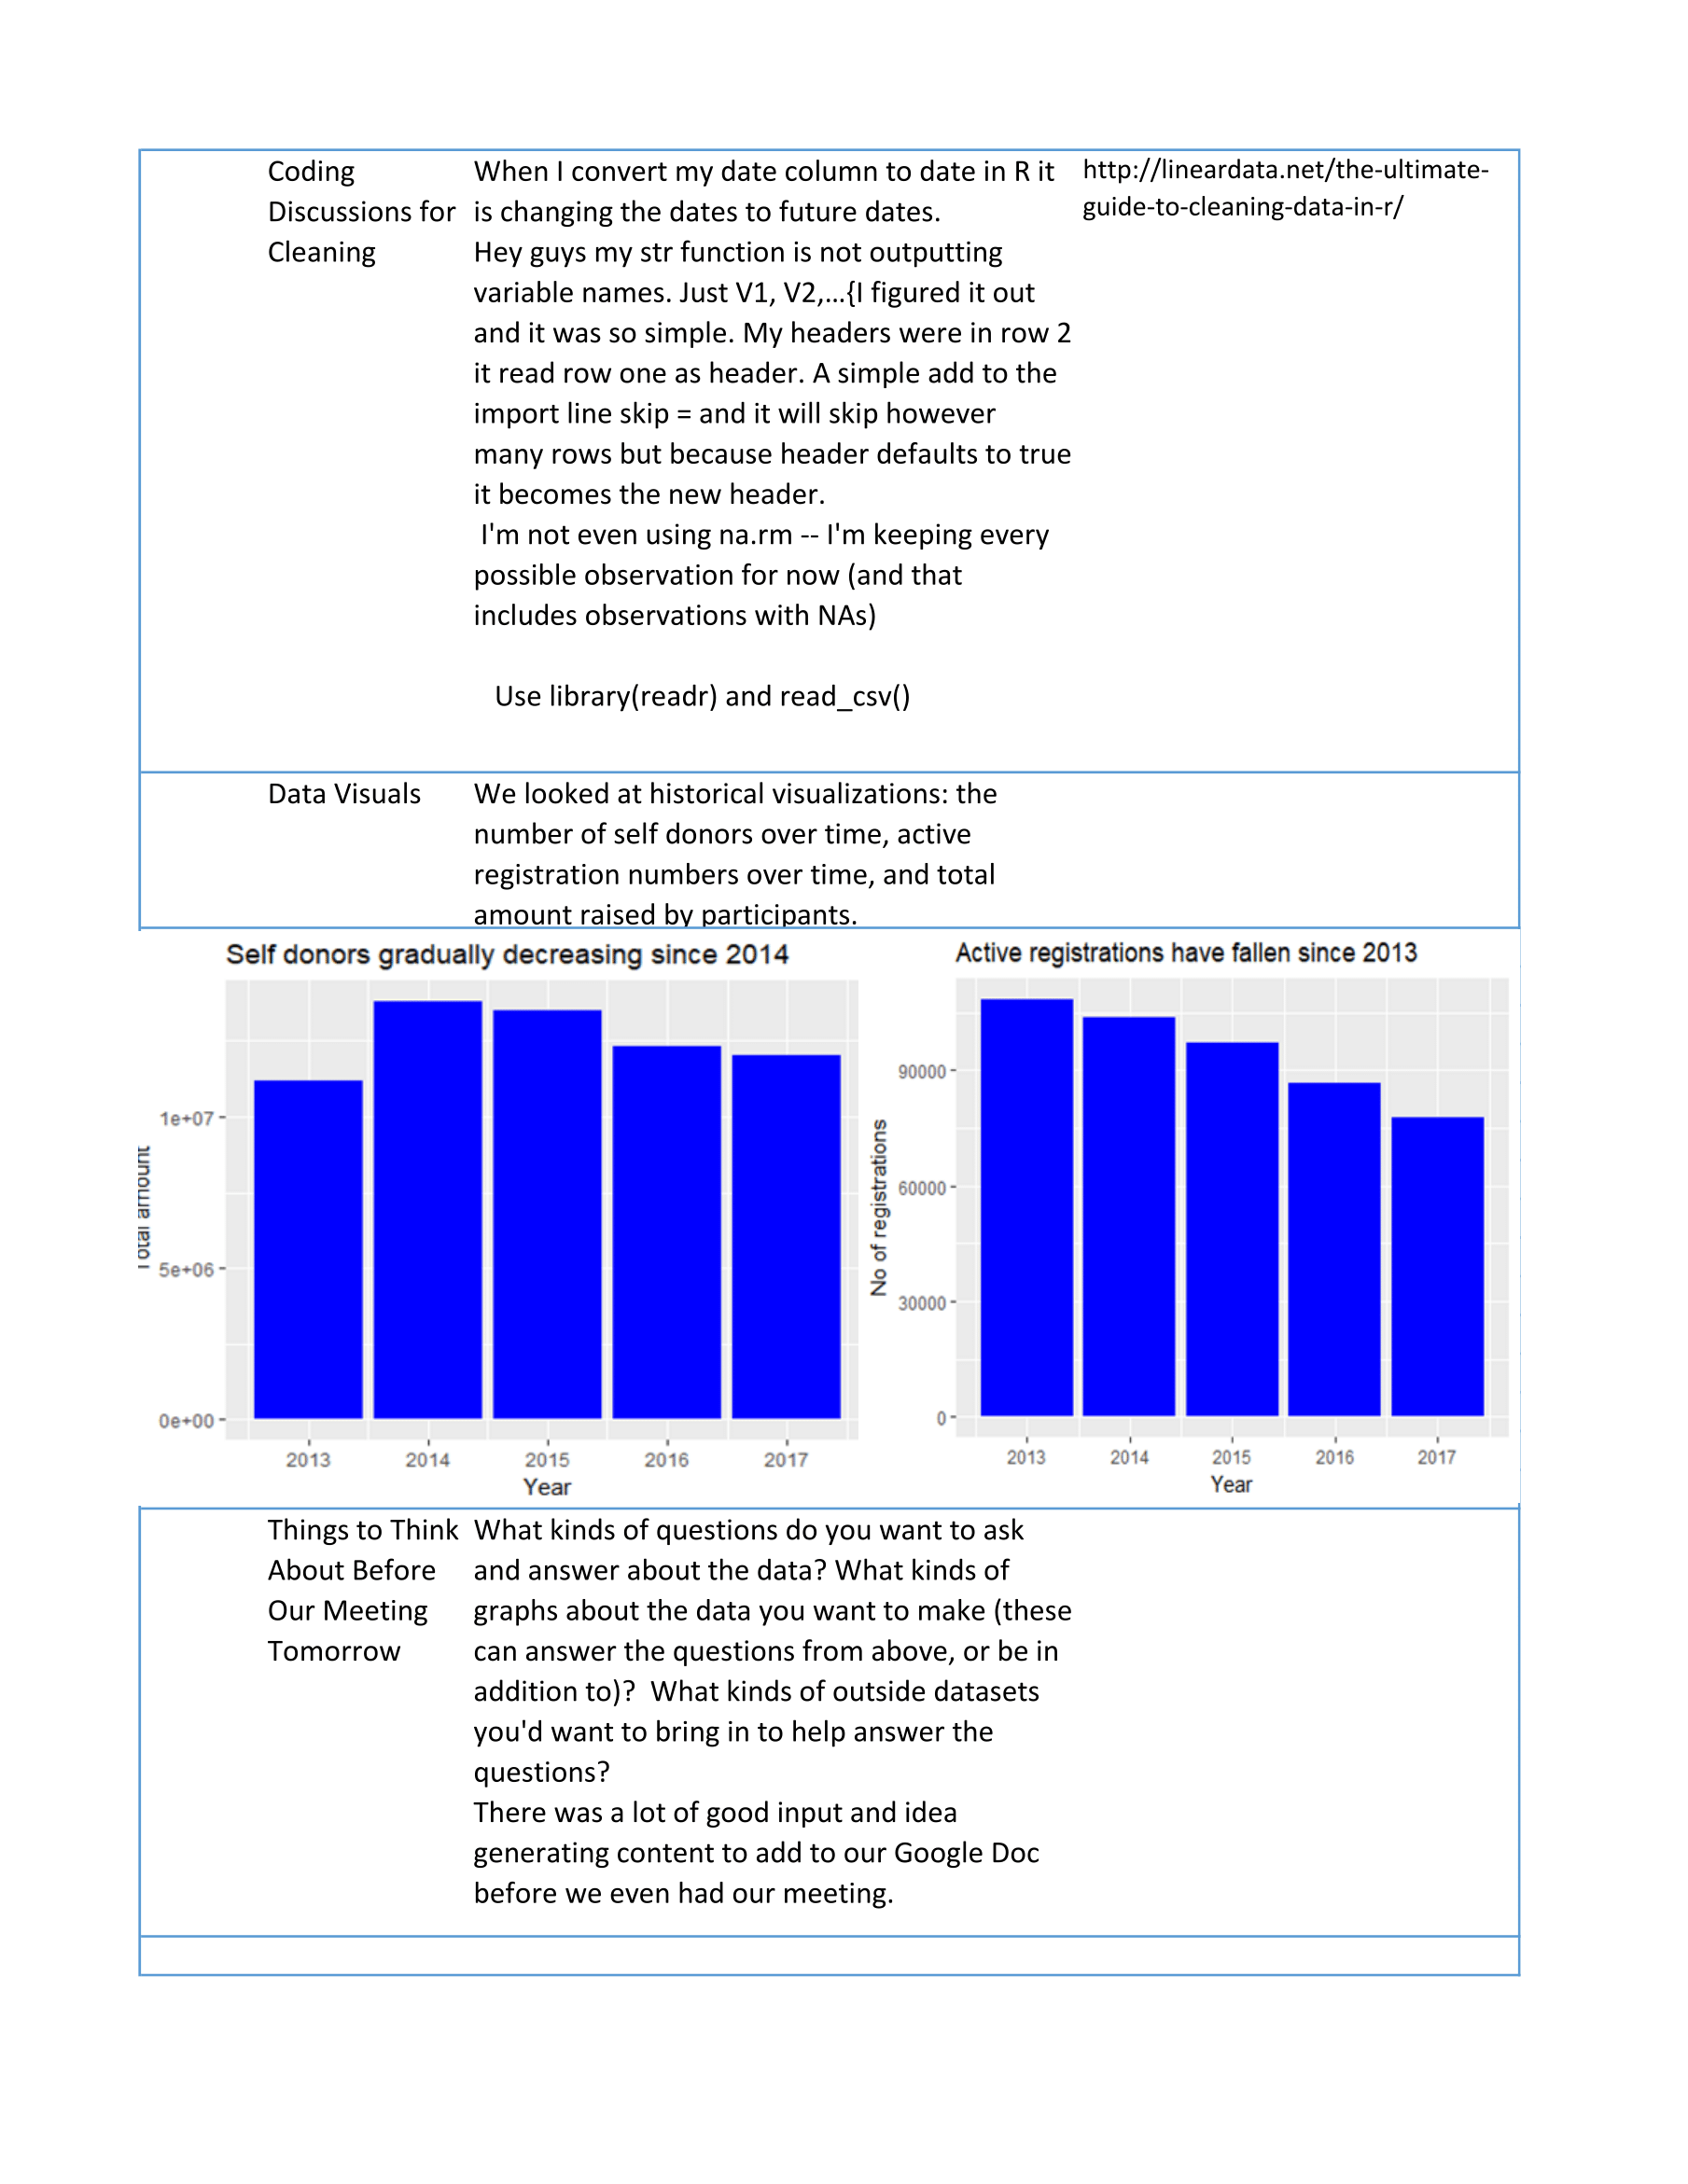 Coding
Discussions for
Cleaning
When I convert my date column to date in R it
is changing the dates to future dates.
Hey guys my str function is not outputting
variable names. Just V1, V2,...{I figured it out
and it was so simple. My headers were in row 2
it read row one as header. A simple add to the
import line skip = and it will skip however
many rows but because header defaults to true
it becomes the new header.
I'm not even using na.rm -- I'm keeping every
possible observation for now (and that
includes observations with NAs)
Use library(readr) and read_csv()
http://lineardata.net/the-ultimate-
guide-to-cleaning-data-in-r/
Data Visuals
We looked at historical visualizations: the
number of self donors over time, active
registration numbers over time, and total
amount raised by participants.
Self donors gradually decreasing since 2014
Total amount
1e+07
5e+06
0e+00
2013 2014 2015 2016 2017
Year
Active registrations have fallen since 2013
No of registrations
90000
60000
30000
0
2013 2014 2015 2016 2017
Year
Things to Think
About Before
Our Meeting
Tomorrow
What kinds of questions do you want to ask
and answer about the data? What kinds of
graphs about the data you want to make (these
can answer the questions from above, or be in
addition to)?  What kinds of outside datasets
you'd want to bring in to help answer the
questions?
There was a lot of good input and idea
generating content to add to our Google Doc
before we even had our meeting.